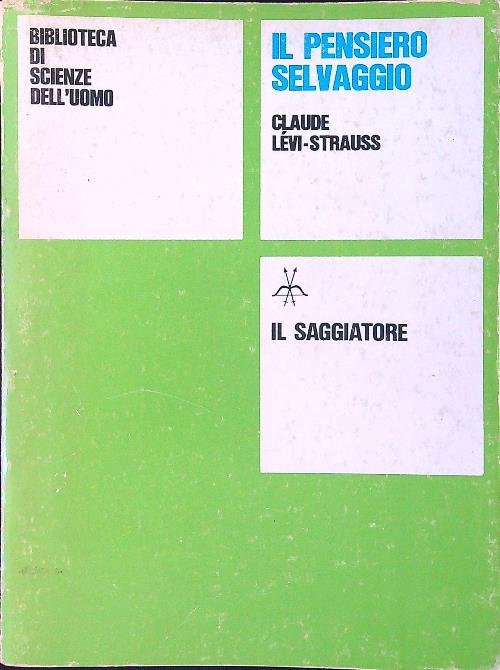 BIBLIOTECA
DI
SCIENZE
DELL'UOMO
IL PENSIERO
SELVAGGIO
CLAUDE
LÉVI-STRAUSS
IL SAGGIATORE